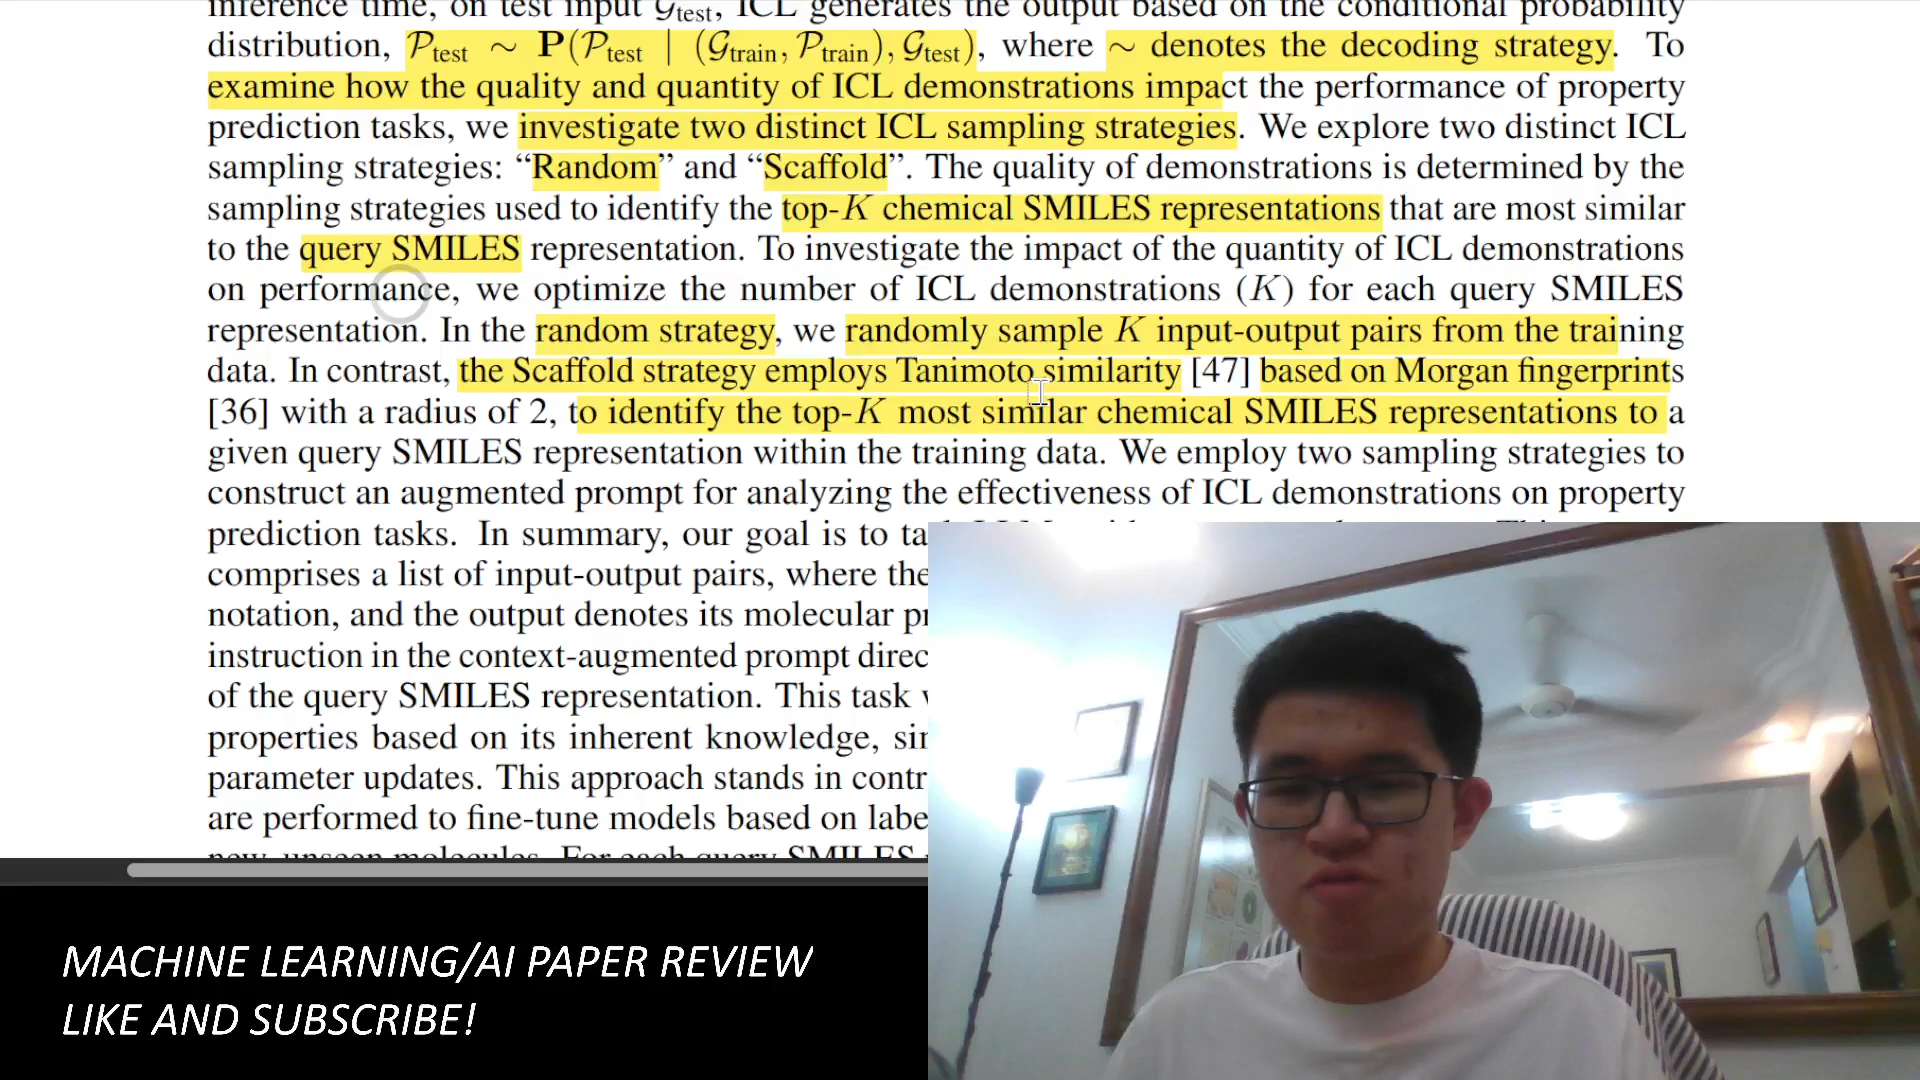 inference time, on test input 𝒢test, ICL generates the output based on the conditional probability
distribution, 𝒫test ∼ P(𝒫test | (𝒢train, 𝒫train), 𝒢test), where ∼ denotes the decoding strategy. To
examine how the quality and quantity of ICL demonstrations impact the performance of property
prediction tasks, we investigate two distinct ICL sampling strategies. We explore two distinct ICL
sampling strategies: “Random” and “Scaffold”. The quality of demonstrations is determined by the
sampling strategies used to identify the top-K chemical SMILES representations that are most similar
to the query SMILES representation. To investigate the impact of the quantity of ICL demonstrations
on performance, we optimize the number of ICL demonstrations (K) for each query SMILES
representation. In the random strategy, we randomly sample K input-output pairs from the training
data. In contrast, the Scaffold strategy employs Tanimoto similarity [47] based on Morgan fingerprints
[36] with a radius of 2, to identify the top-K most similar chemical SMILES representations to a
given query SMILES representation within the training data. We employ two sampling strategies to
construct an augmented prompt for analyzing the effectiveness of ICL demonstrations on property
prediction tasks. In summary, our goal is to
comprises a list of input-output pairs, where the
notation, and the output denotes its molecular
instruction in the context-augmented prompt
of the query SMILES representation. This task
properties based on its inherent knowledge,
parameter updates. This approach stands in
are performed to fine-tune models based on
new, unseen molecules. For each query SMILES
MACHINE LEARNING/AI PAPER REVIEW
LIKE AND SUBSCRIBE!